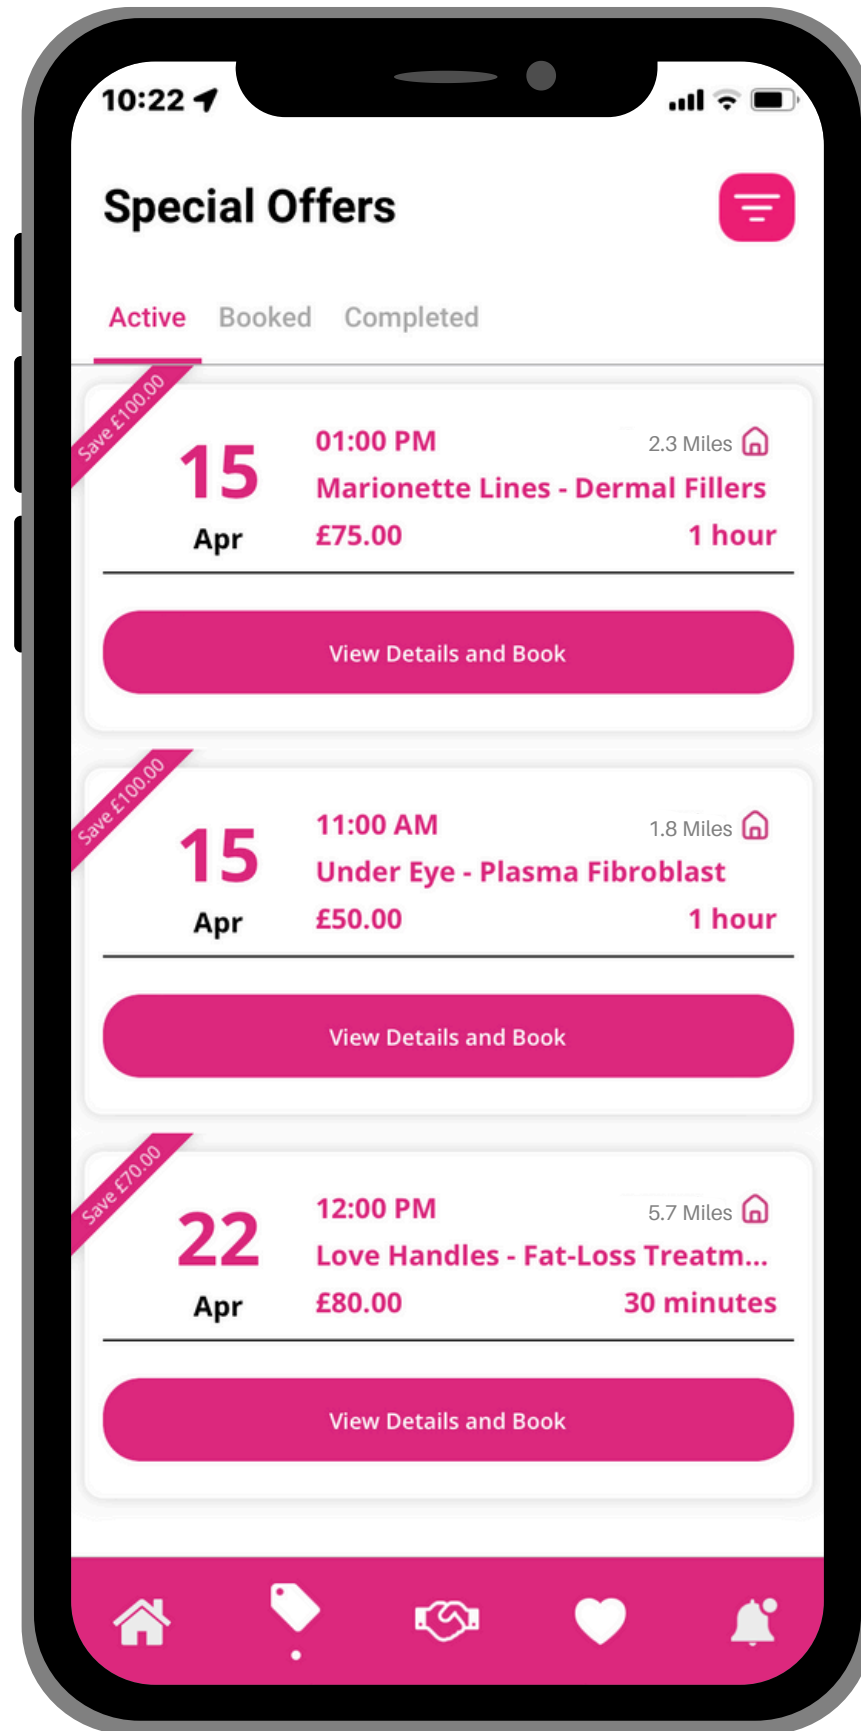 10:22
Special Offers
Active Booked Completed
Save £100.00
15 Apr
01:00 PM
2.3 Miles
Marionette Lines - Dermal Fillers
£75.00
1 hour
View Details and Book
Save £100.00
15 Apr
11:00 AM
1.8 Miles
Under Eye - Plasma Fibroblast
£50.00
1 hour
View Details and Book
Save £70.00
22 Apr
12:00 PM
5.7 Miles
Love Handles - Fat-Loss Treatm...
£80.00
30 minutes
View Details and Book